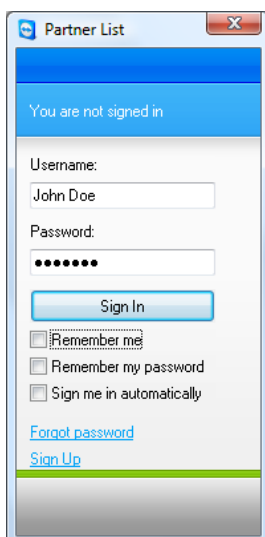 Partner List
You are not signed in
Username:
John Doe
Password:
•••••••
Sign In
Remember me
Remember my password
Sign me in automatically
Forgot password
Sign Up